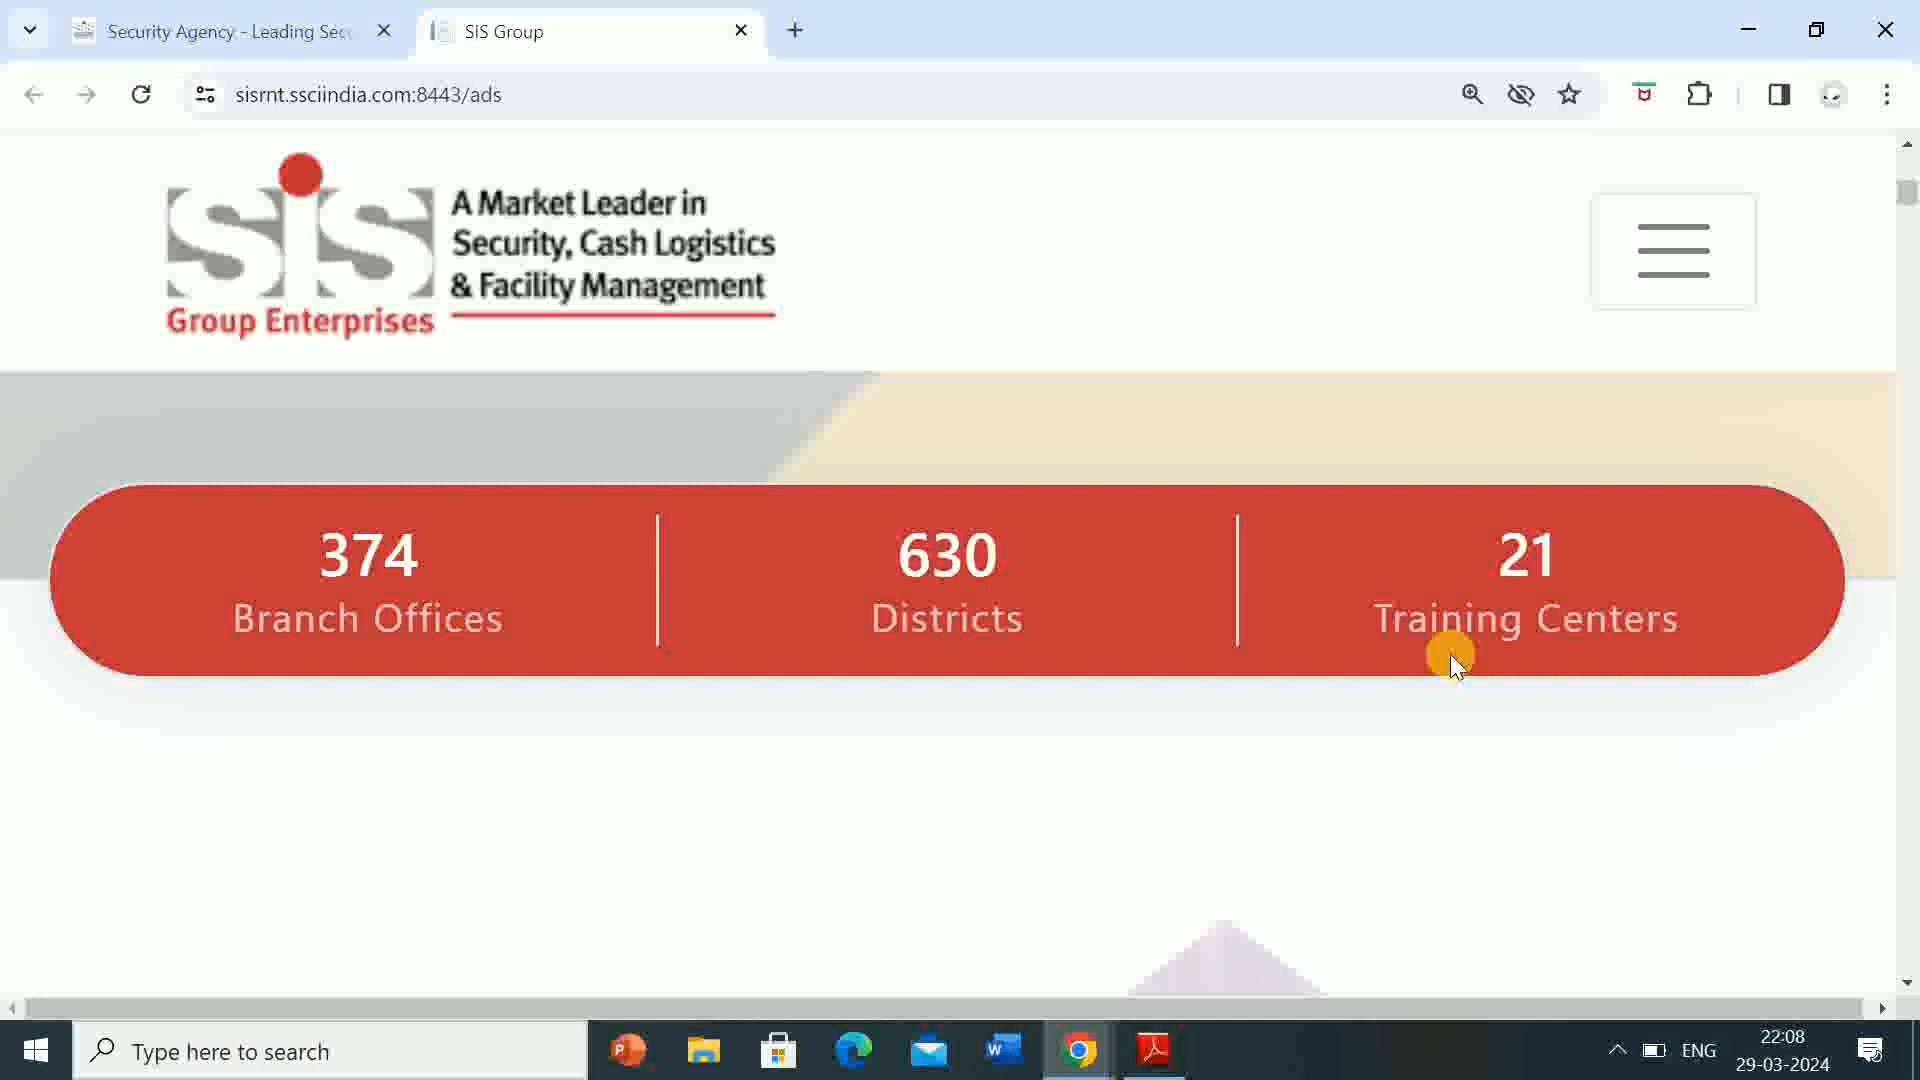 Security Agency - Leading Sec
SIS Group
sisrnt.ssciindia.com:8443/ads
sis
Group Enterprises
A Market Leader in
Security, Cash Logistics
& Facility Management
374
Branch Offices
630
Districts
21
Training Centers
Type here to search
ENG
22:08
29-03-2024